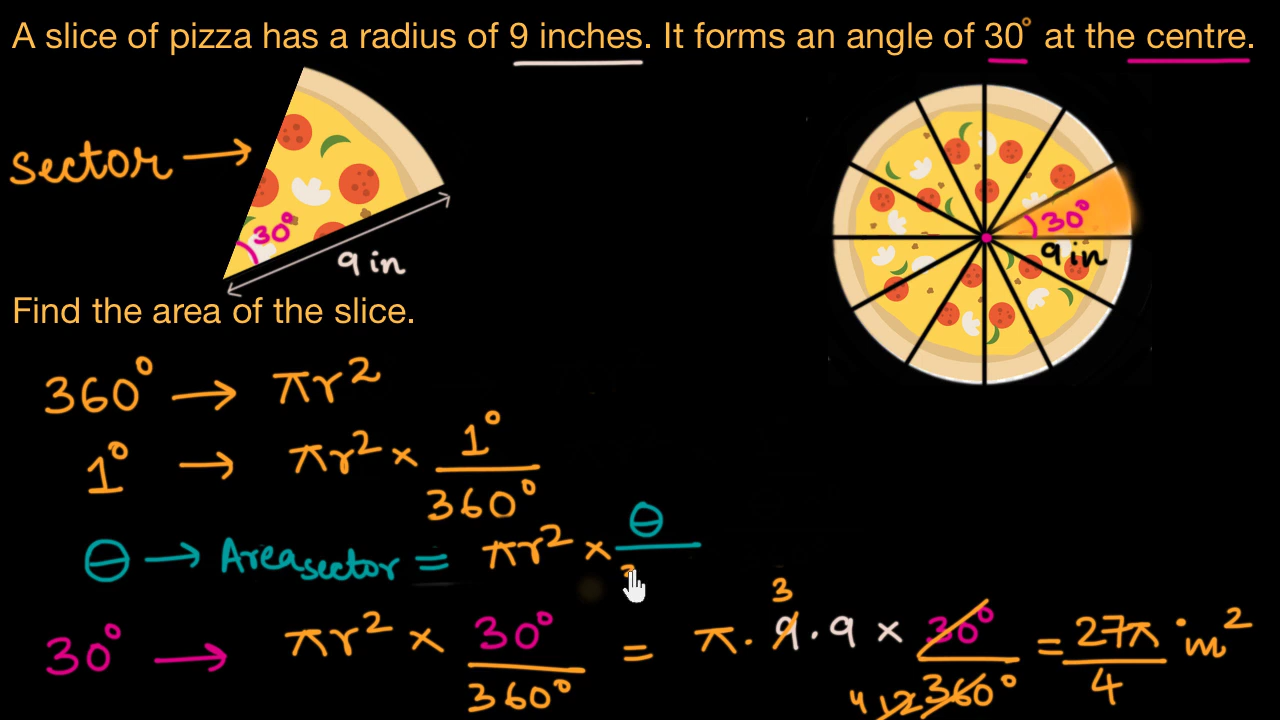 A slice of pizza has a radius of 9 inches. It forms an angle of 30° at the centre.
sector →
30°
9 in
30°
9 in
Find the area of the slice.
360° → πr²
1° → πr² × 1°/360°
θ → Area sector = πr² × θ/
30° → πr² × 30°/360° = π · 9 · 9 × 30°/360° = 27π/4 in²
3
4 12